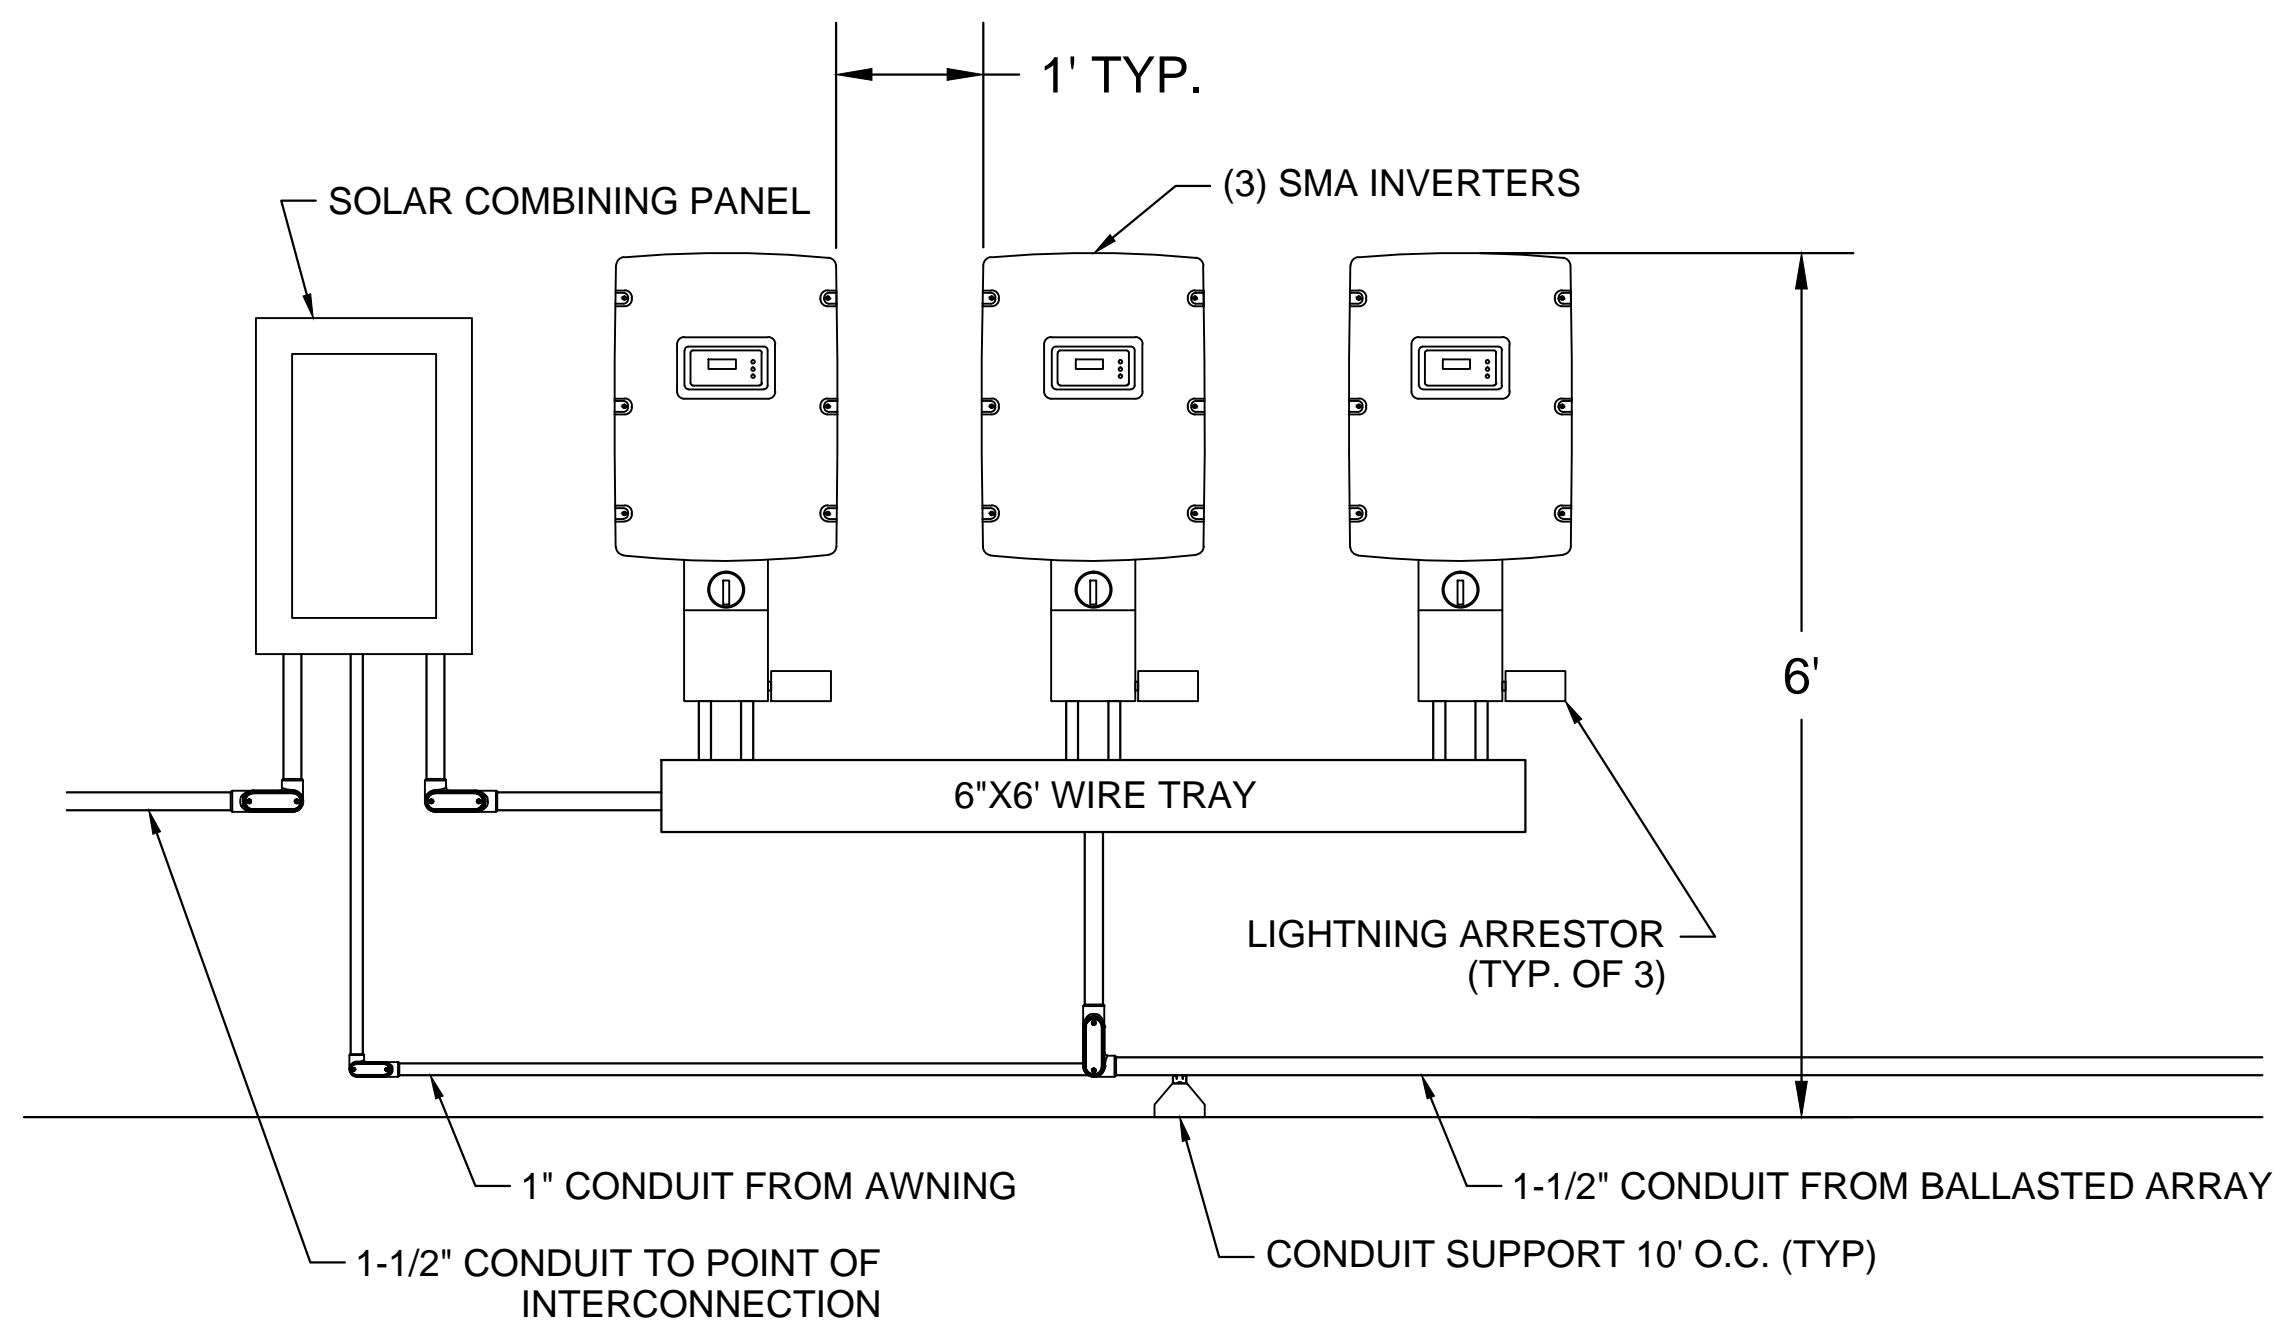 1' TYP.
(3) SMA INVERTERS
SOLAR COMBINING PANEL
6'
6"X6' WIRE TRAY
LIGHTNING ARRESTOR
(TYP. OF 3)
1" CONDUIT FROM AWNING
1-1/2" CONDUIT FROM BALLASTED ARRAY
1-1/2" CONDUIT TO POINT OF
INTERCONNECTION
CONDUIT SUPPORT 10' O.C. (TYP)